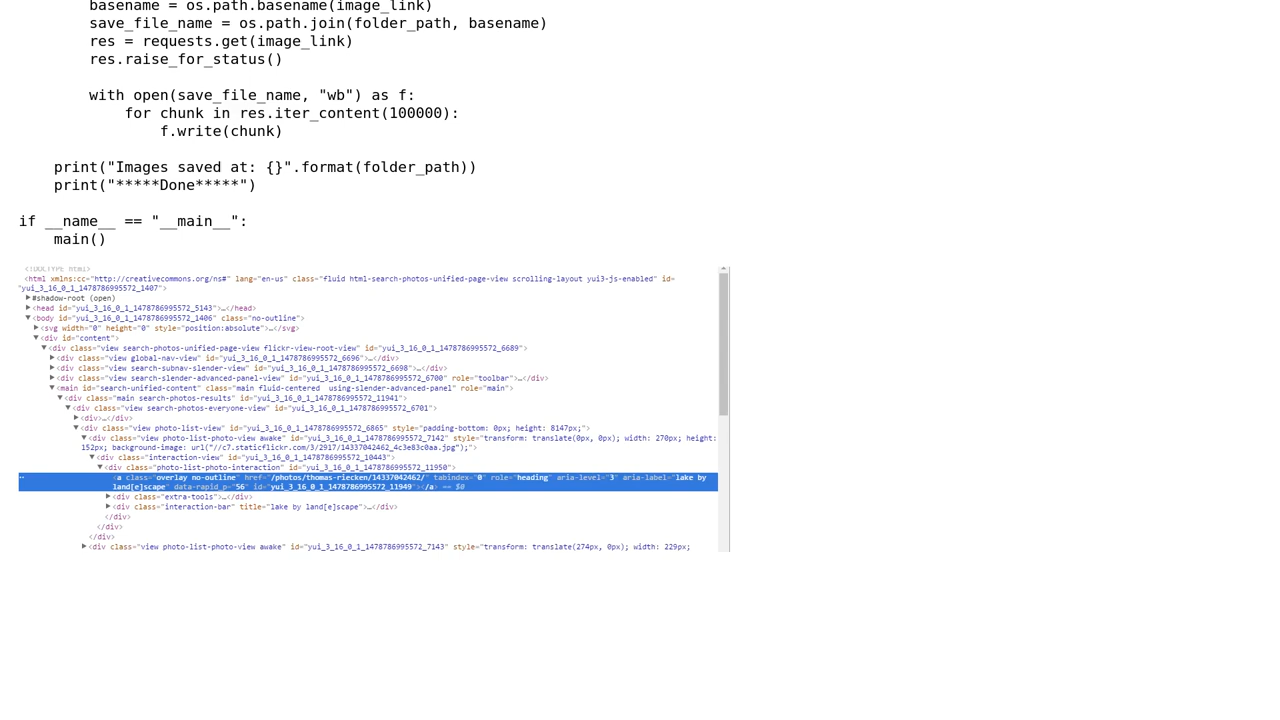 basename = os.path.basename(image_link)
save_file_name = os.path.join(folder_path, basename)
res = requests.get(image_link)
res.raise_for_status()
with open(save_file_name, "wb") as f:
for chunk in res.iter_content(100000):
f.write(chunk)
print("Images saved at: {}".format(folder_path))
print("*****Done*****")
if __name__ == "__main__":
main()
<!DOCTYPE html>
<html xmlns:cc="http://creativecommons.org/ns#" lang="en-us" class="fluid html-search-photos-unified-page-view scrolling-layout yui3-js-enabled" id=
"yui_3_16_0_1_1478786995572_1407">
#shadow-root (open)
<head id="yui_3_16_0_1_1478786995572_5143">…</head>
<body id="yui_3_16_0_1_1478786995572_1406" class="no-outline">
<svg width="0" height="0" style="position:absolute">…</svg>
<div id="content">
<div class="view search-photos-unified-page-view flickr-view-root-view" id="yui_3_16_0_1_1478786995572_6689">
<div class="view global-nav-view" id="yui_3_16_0_1_1478786995572_6696">…</div>
<div class="view search-subnav-slender-view" id="yui_3_16_0_1_1478786995572_6698">…</div>
<div class="view search-slender-advanced-panel-view" id="yui_3_16_0_1_1478786995572_6700" role="toolbar">…</div>
<main id="search-unified-content" class="main fluid-centered  using-slender-advanced-panel" role="main">
<div class="main search-photos-results" id="yui_3_16_0_1_1478786995572_11941">
<div class="view search-photos-everyone-view" id="yui_3_16_0_1_1478786995572_6701">
<div>…</div>
<div class="view photo-list-view" id="yui_3_16_0_1_1478786995572_6865" style="padding-bottom: 0px; height: 8147px;">
<div class="view photo-list-photo-view awake" id="yui_3_16_0_1_1478786995572_7142" style="transform: translate(0px, 0px); width: 270px; height:
152px; background-image: url("//c7.staticflickr.com/3/2917/14337042462_4c3e83c0aa.jpg");">
<div class="interaction-view" id="yui_3_16_0_1_1478786995572_10443">
<div class="photo-list-photo-interaction" id="yui_3_16_0_1_1478786995572_11950">
<a class="overlay no-outline" href="/photos/thomas-riecken/14337042462/" tabindex="0" role="heading" aria-level="3" aria-label="lake by
land[e]scape" data-rapid_p="56" id="yui_3_16_0_1_1478786995572_11949"></a> == $0
<div class="extra-tools">…</div>
<div class="interaction-bar" title="lake by land[e]scape">…</div>
</div>
</div>
</div>
<div class="view photo-list-photo-view awake" id="yui_3_16_0_1_1478786995572_7143" style="transform: translate(274px, 0px); width: 229px;